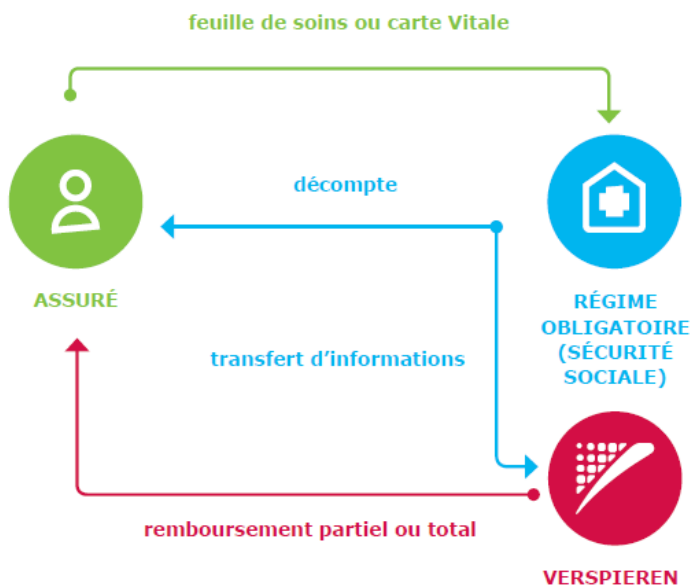 feuille de soins ou carte Vitale
décompte
ASSURÉ
RÉGIME
OBLIGATOIRE
(SÉCURITÉ
SOCIALE)
transfert d’informations
remboursement partiel ou total
VERSPIEREN